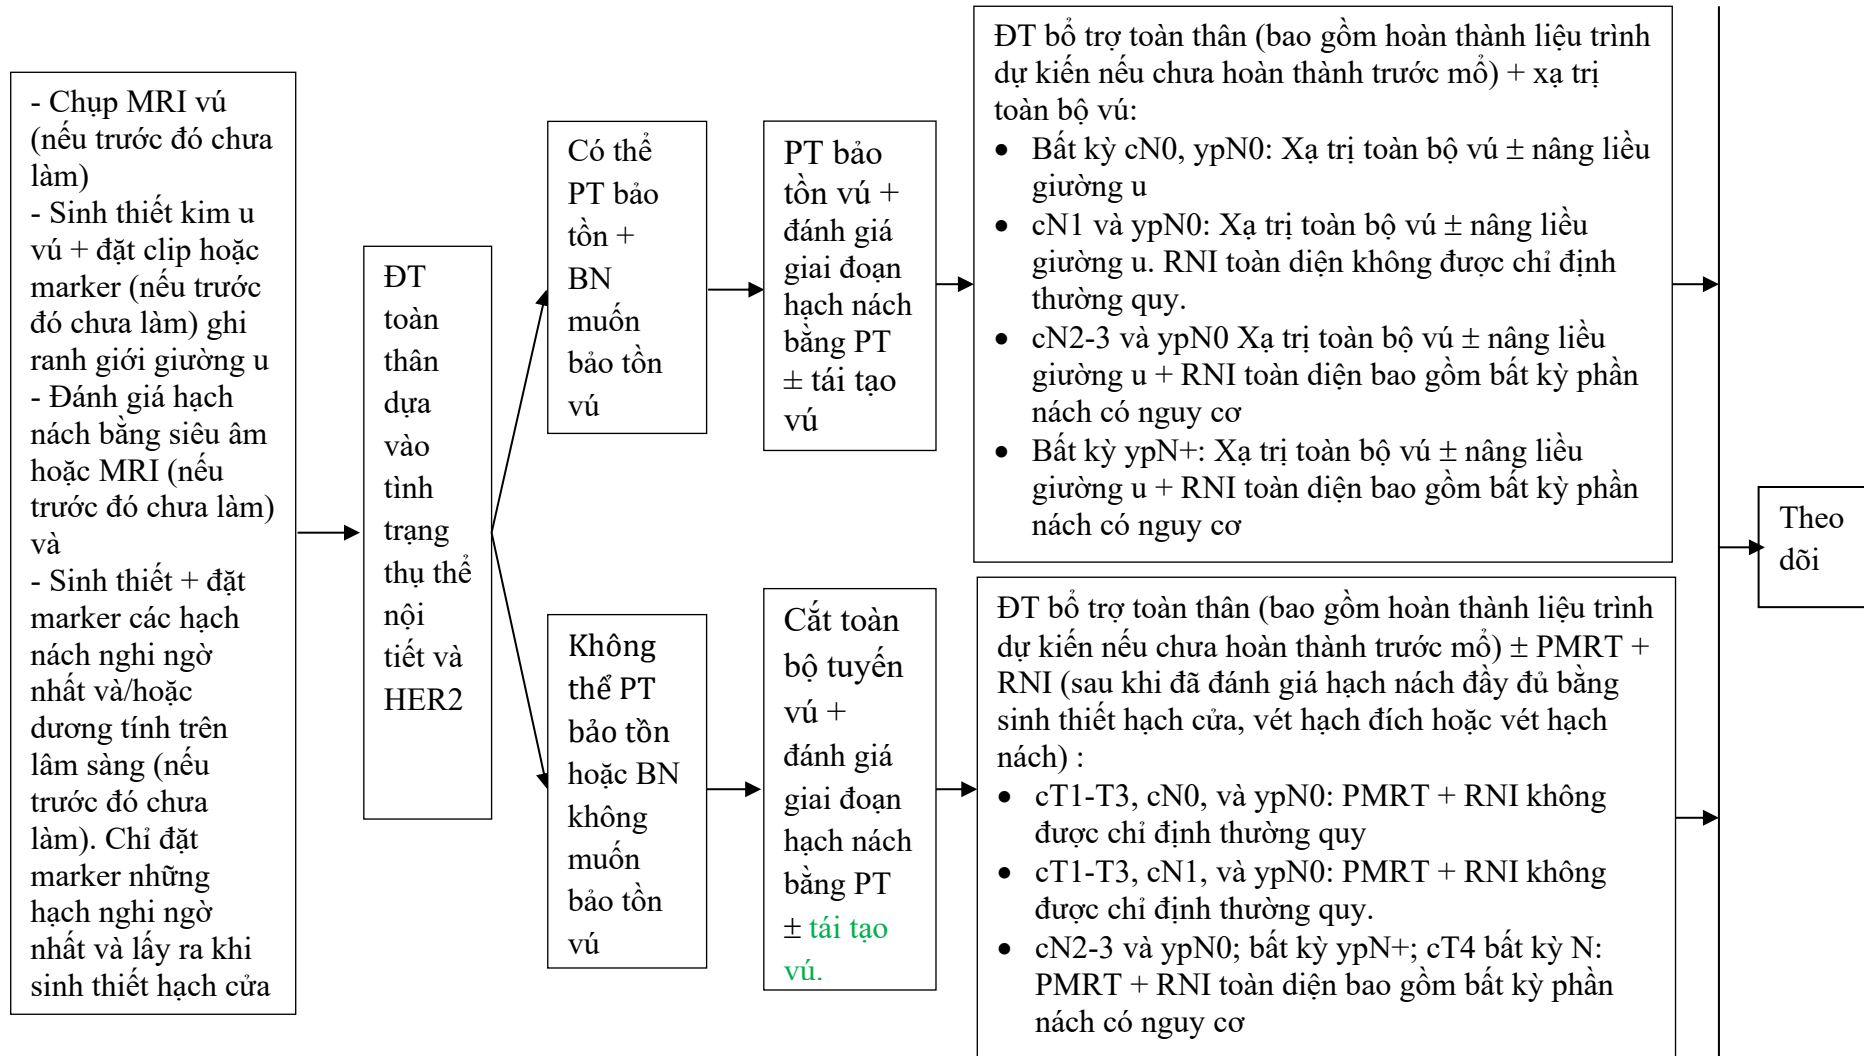 - Chụp MRI vú
(nếu trước đó chưa
làm)
- Sinh thiết kim u
vú + đặt clip hoặc
marker (nếu trước
đó chưa làm) ghi
ranh giới giường u
- Đánh giá hạch
nách bằng siêu âm
hoặc MRI (nếu
trước đó chưa làm)
và
- Sinh thiết + đặt
marker các hạch
nách nghi ngờ
nhất và/hoặc
dương tính trên
lâm sàng (nếu
trước đó chưa
làm). Chỉ đặt
marker những
hạch nghi ngờ
nhất và lấy ra khi
sinh thiết hạch cửa
ĐT
toàn
thân
dựa
vào
tình
trạng
thụ thể
nội
tiết và
HER2
Có thể
PT bảo
tồn +
BN
muốn
bảo tồn
vú
PT bảo
tồn vú +
đánh giá
giai đoạn
hạch nách
bằng PT
± tái tạo
vú
ĐT bổ trợ toàn thân (bao gồm hoàn thành liệu trình
dự kiến nếu chưa hoàn thành trước mổ) + xạ trị
toàn bộ vú:
• Bất kỳ cN0, ypN0: Xạ trị toàn bộ vú ± nâng liều
giường u
• cN1 và ypN0: Xạ trị toàn bộ vú ± nâng liều
giường u. RNI toàn diện không được chỉ định
thường quy.
• cN2-3 và ypN0 Xạ trị toàn bộ vú ± nâng liều
giường u + RNI toàn diện bao gồm bất kỳ phần
nách có nguy cơ
• Bất kỳ ypN+: Xạ trị toàn bộ vú ± nâng liều
giường u + RNI toàn diện bao gồm bất kỳ phần
nách có nguy cơ
Không
thể PT
bảo tồn
hoặc BN
không
muốn
bảo tồn
vú
Cắt toàn
bộ tuyến
vú +
đánh giá
giai đoạn
hạch nách
bằng PT
± tái tạo
vú.
ĐT bổ trợ toàn thân (bao gồm hoàn thành liệu trình
dự kiến nếu chưa hoàn thành trước mổ) ± PMRT +
RNI (sau khi đã đánh giá hạch nách đầy đủ bằng
sinh thiết hạch cửa, vét hạch đích hoặc vét hạch
nách) :
• cT1-T3, cN0, và ypN0: PMRT + RNI không
được chỉ định thường quy
• cT1-T3, cN1, và ypN0: PMRT + RNI không
được chỉ định thường quy.
• cN2-3 và ypN0; bất kỳ ypN+; cT4 bất kỳ N:
PMRT + RNI toàn diện bao gồm bất kỳ phần
nách có nguy cơ
Theo
dõi